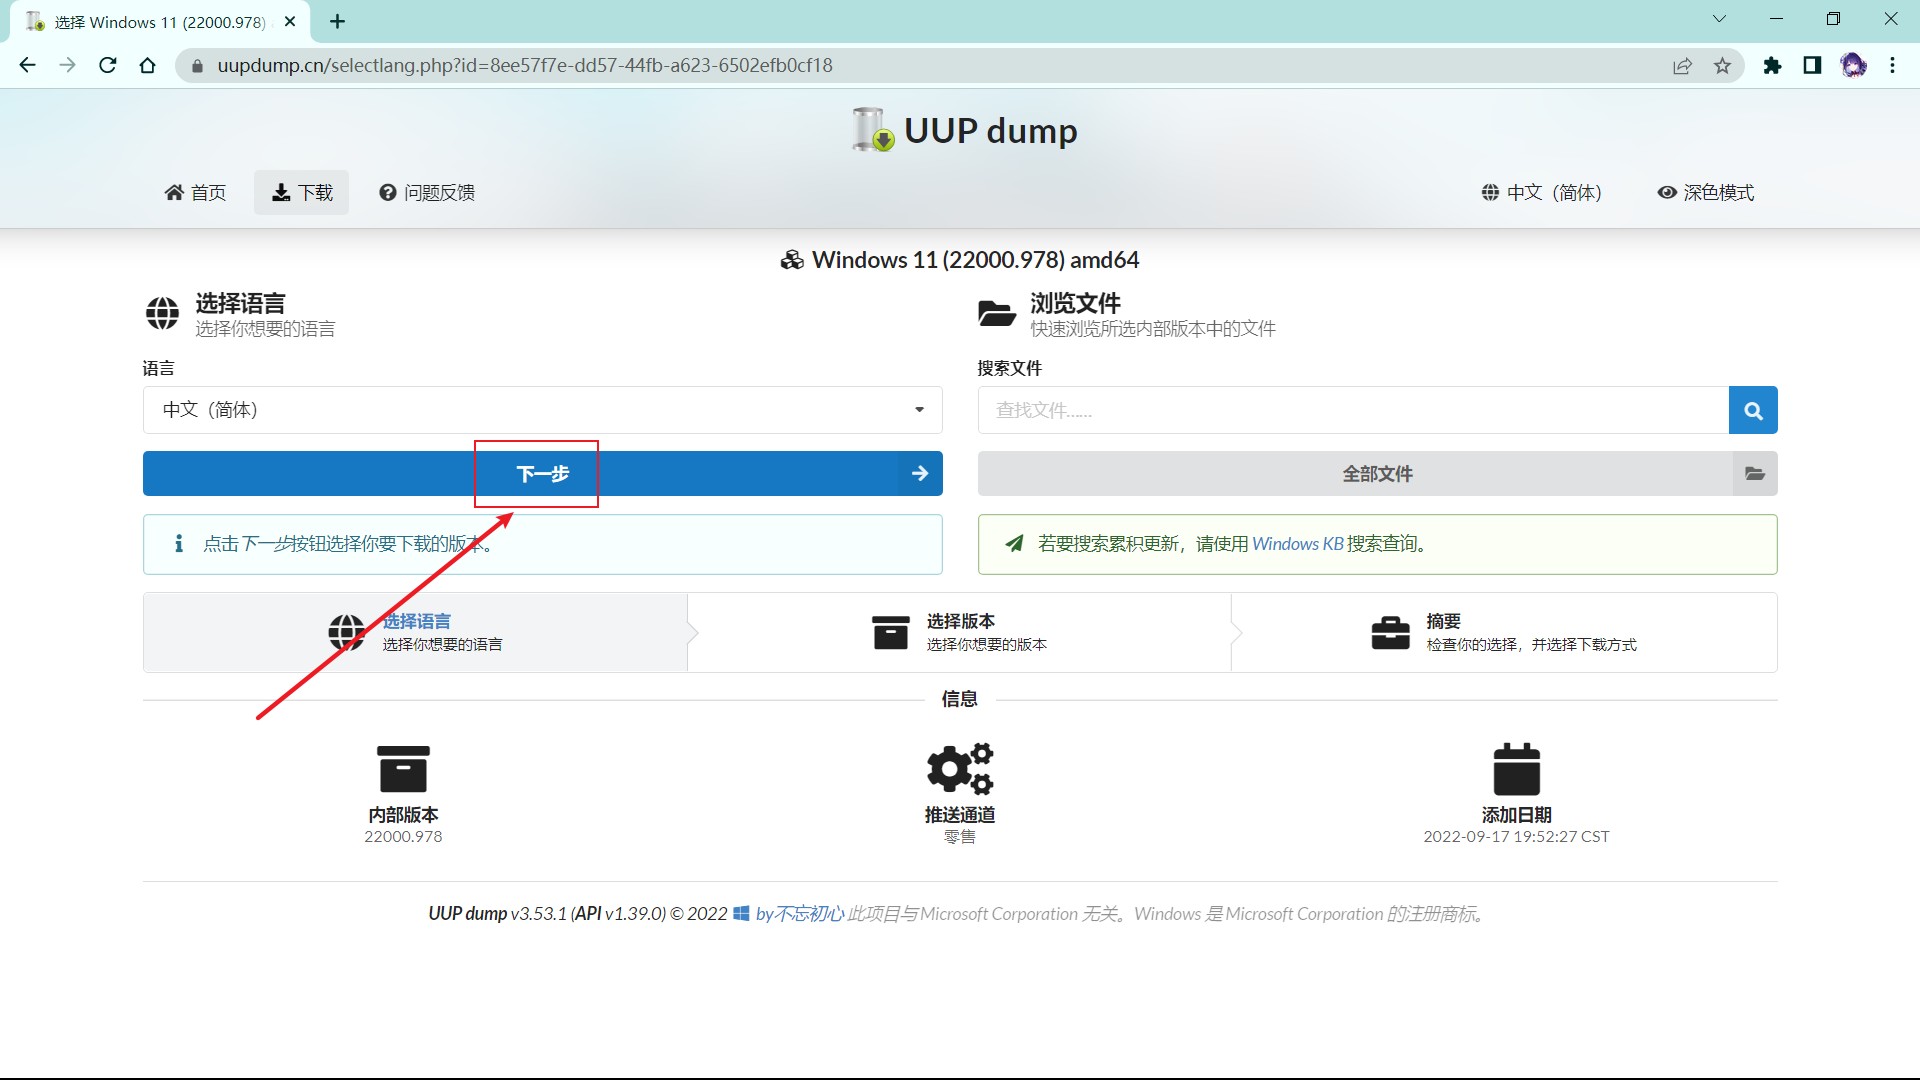 选择 Windows 11 (22000.978)
uupdump.cn/selectlang.php?id=8ee57f7e-dd57-44fb-a623-6502efb0cf18
UUP dump
首页
下载
问题反馈
中文（简体）
深色模式
Windows 11 (22000.978) amd64
选择语言
选择你想要的语言
语言
中文（简体）
下一步
点击下一步按钮选择你要下载的版本。
浏览文件
快速浏览所选内部版本中的文件
搜索文件
查找文件……
全部文件
若要搜索累积更新，请使用 Windows KB 搜索查询。
选择语言
选择你想要的语言
选择版本
选择你想要的版本
摘要
检查你的选择，并选择下载方式
信息
内部版本
22000.978
推送通道
零售
添加日期
2022-09-17 19:52:27 CST
UUP dump v3.53.1 (API v1.39.0) © 2022 by不忘初心 此项目与 Microsoft Corporation 无关。Windows 是 Microsoft Corporation 的注册商标。